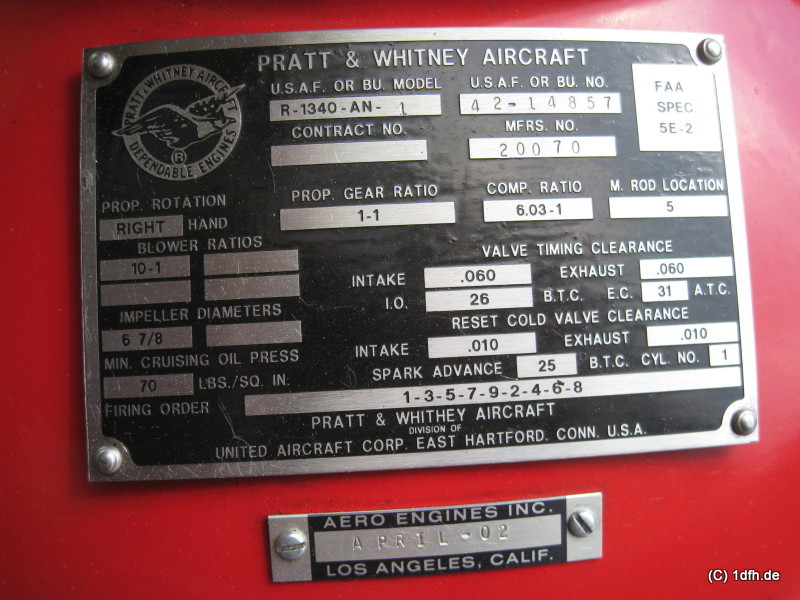 PRATT & WHITNEY AIRCRAFT
PRATT & WHITNEY AIRCRAFT
DEPENDABLE ENGINES
®
U.S.A.F. OR BU. MODEL U.S.A.F. OR BU. NO.
R-1340-AN-1 42-14857
FAA
SPEC.
5E-2
CONTRACT NO. MFRS. NO.
20070
PROP. ROTATION
RIGHT HAND
PROP. GEAR RATIO COMP. RATIO M. ROD LOCATION
1-1 6.03-1 5
BLOWER RATIOS
10-1
VALVE TIMING CLEARANCE
INTAKE .060 EXHAUST .060
I.O. 26 B.T.C. E.C. 31 A.T.C.
IMPELLER DIAMETERS
6 7/8
RESET COLD VALVE CLEARANCE
INTAKE .010 EXHAUST .010
MIN. CRUISING OIL PRESS
70 LBS./SQ. IN.
SPARK ADVANCE 25 B.T.C. CYL. NO. 1
FIRING ORDER 1-3-5-7-9-2-4-6-8
PRATT & WHITHEY AIRCRAFT
DIVISION OF
UNITED AIRCRAFT CORP. EAST HARTFORD. CONN. U.S.A.
AERO ENGINES INC.
APRIL-02
LOS ANGELES, CALIF.
(C) 1dfh.de